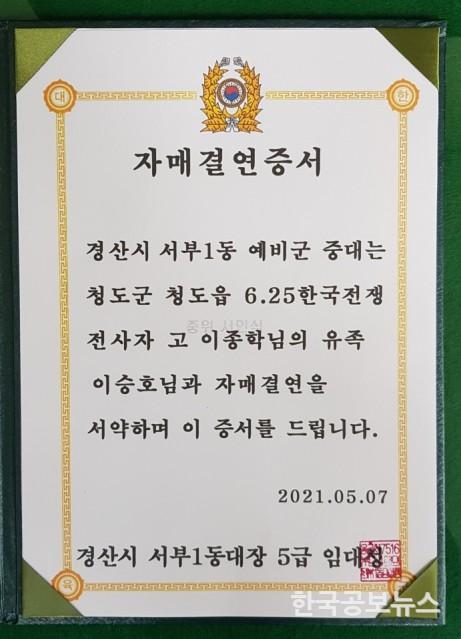 대
한
자매결연증서
경산시 서부1동 예비군 중대는
청도군 청도읍 6.25한국전쟁
전사자 고 이종학님의 유족
이승호님과 자매결연을
서약하며 이 증서를 드립니다.
2021.05.07
경산시 서부1동대장 5급 임대정
육
한국공보뉴스